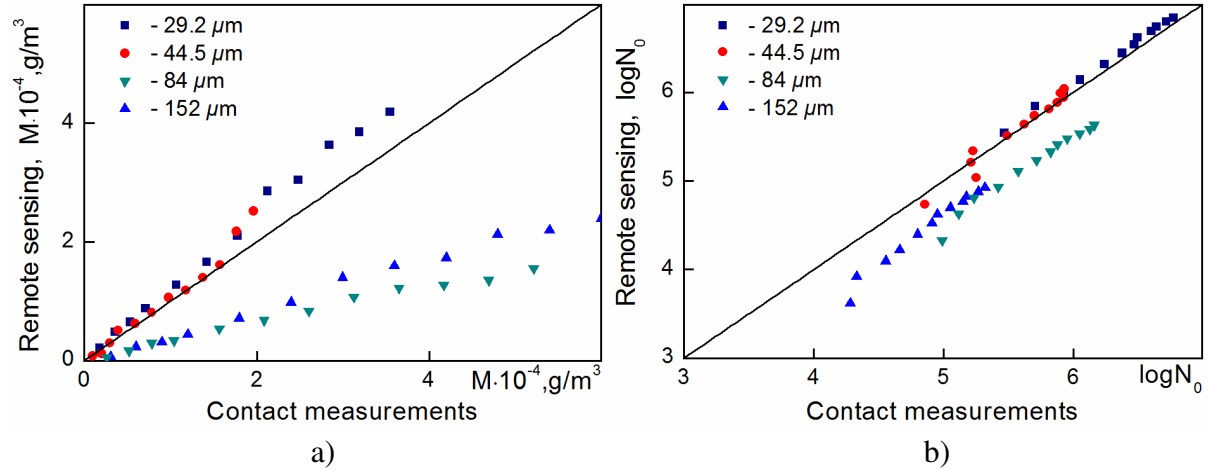 - 29.2 µm
- 44.5 µm
- 84 µm
- 152 µm
Remote sensing, M·10⁻⁴,g/m³
4
2
0
0
2
4
M·10⁻⁴,g/m³
Contact measurements
a)
- 29.2 µm
- 44.5 µm
- 84 µm
- 152 µm
Remote sensing, logN₀
6
5
4
3
3
4
5
6
logN₀
Contact measurements
b)